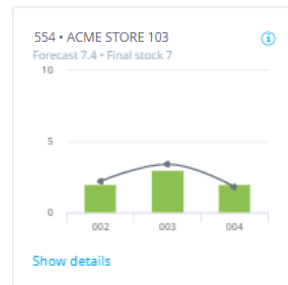 554 • ACME STORE 103
Forecast 7.4 • Final stock 7
10
5
0
002 003 004
Show details